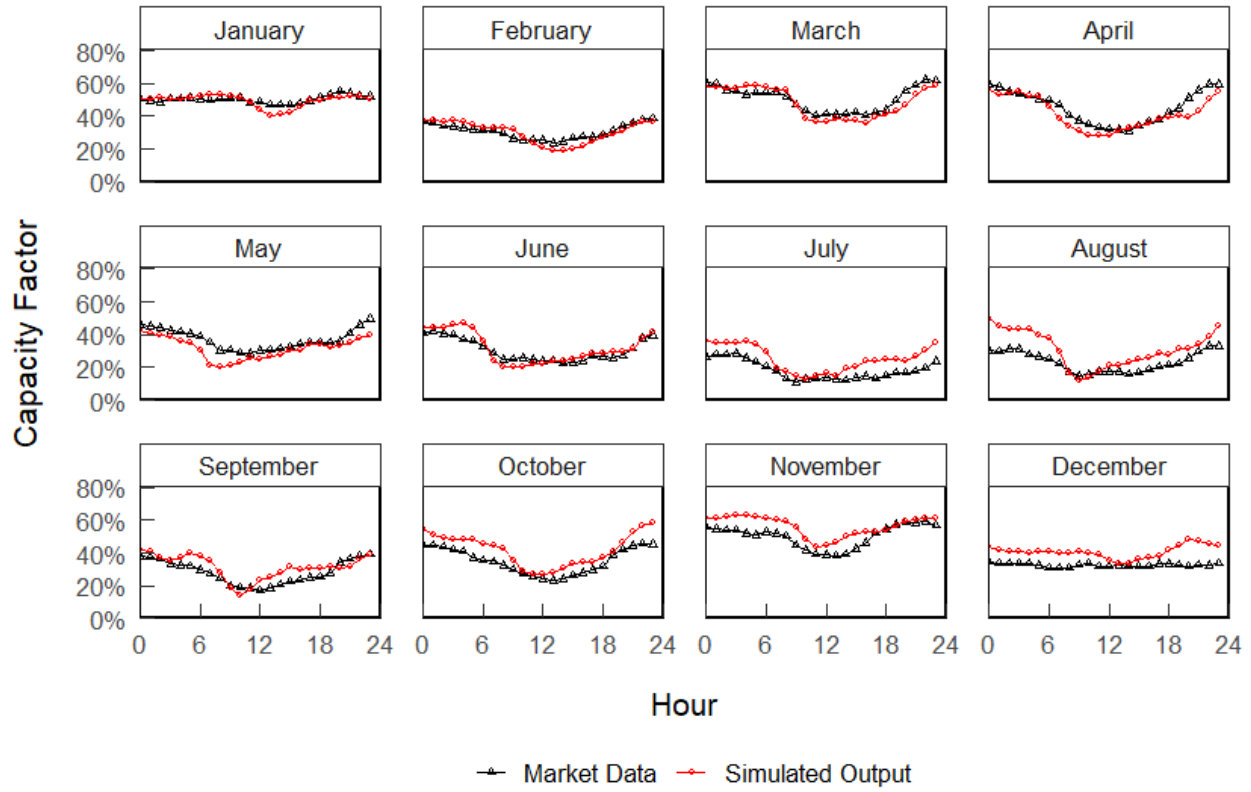 January February March April
80%
60%
40%
20%
0%
May June July August
80%
60%
40%
20%
0%
September October November December
80%
60%
40%
20%
0%
0 6 12 18 24 0 6 12 18 24 0 6 12 18 24 0 6 12 18 24
Capacity Factor
Hour
Market Data Simulated Output